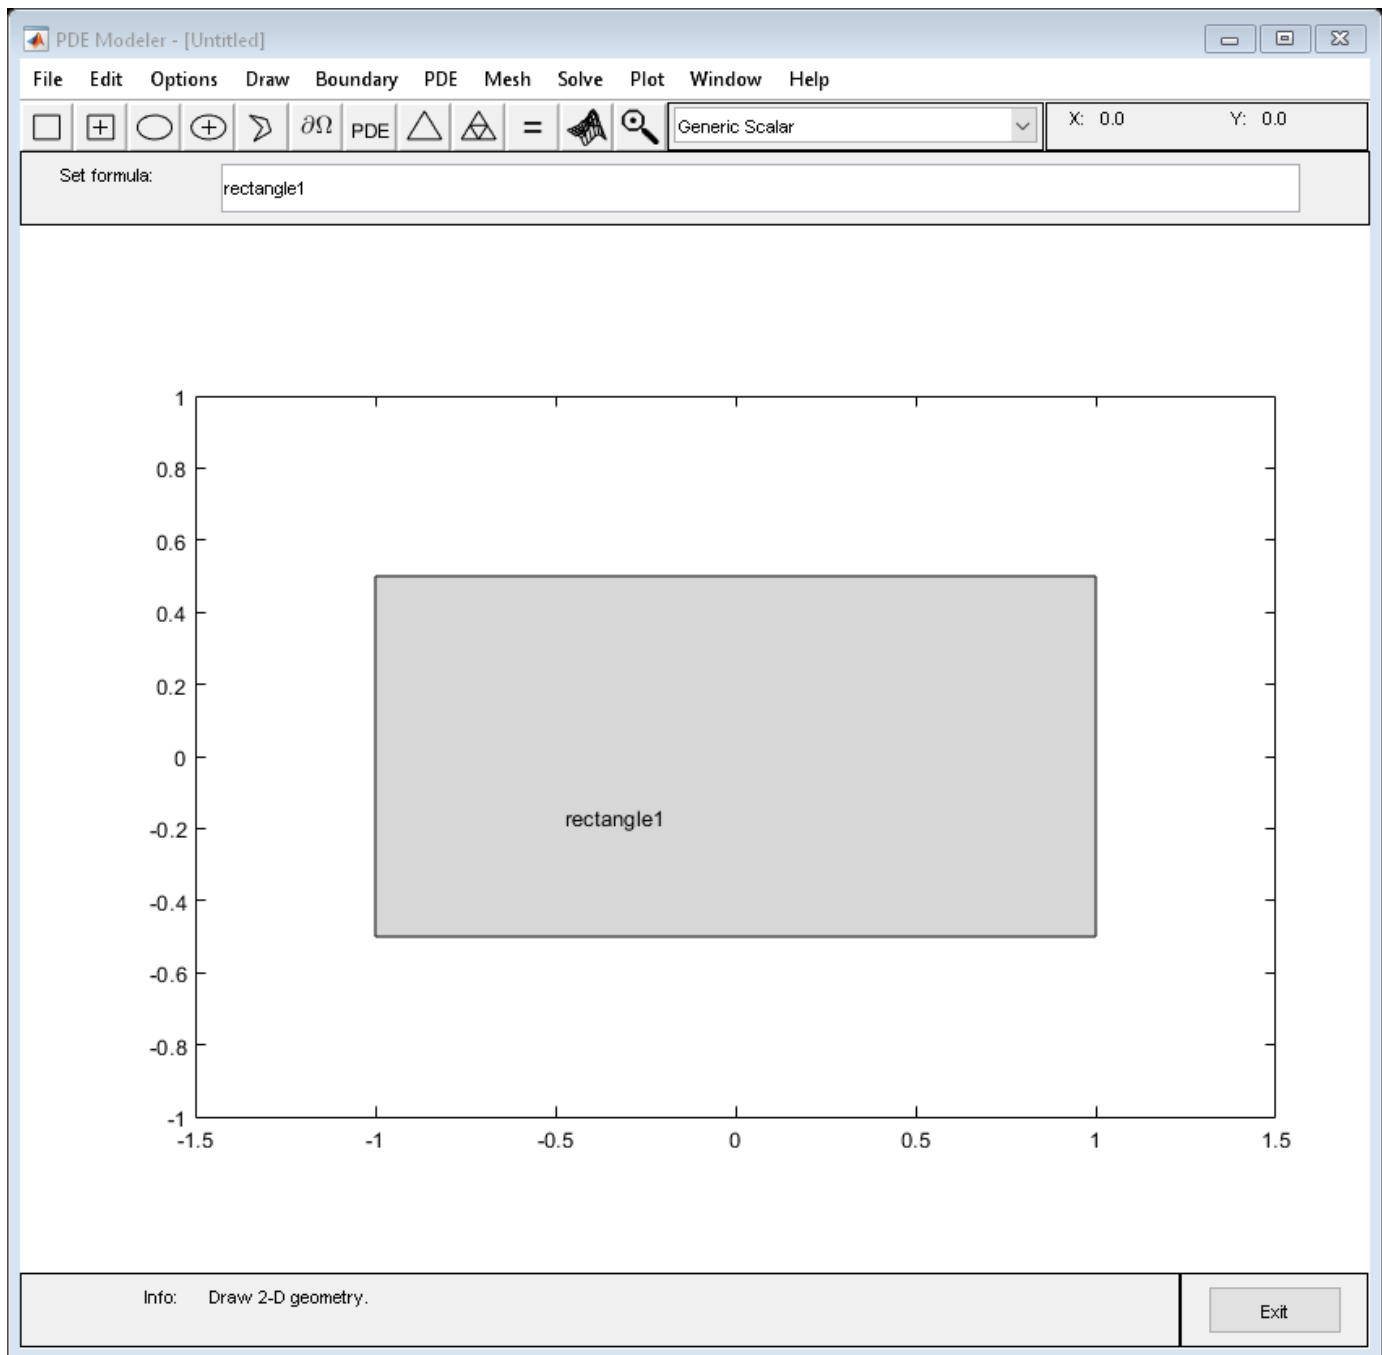 PDE Modeler - [Untitled]
File Edit Options Draw Boundary PDE Mesh Solve Plot Window Help
∂Ω PDE = Generic Scalar X: 0.0 Y: 0.0
Set formula: rectangle1
1
0.8
0.6
0.4
0.2
0
rectangle1
-0.2
-0.4
-0.6
-0.8
-1
-1.5 -1 -0.5 0 0.5 1 1.5
Info: Draw 2-D geometry. Exit